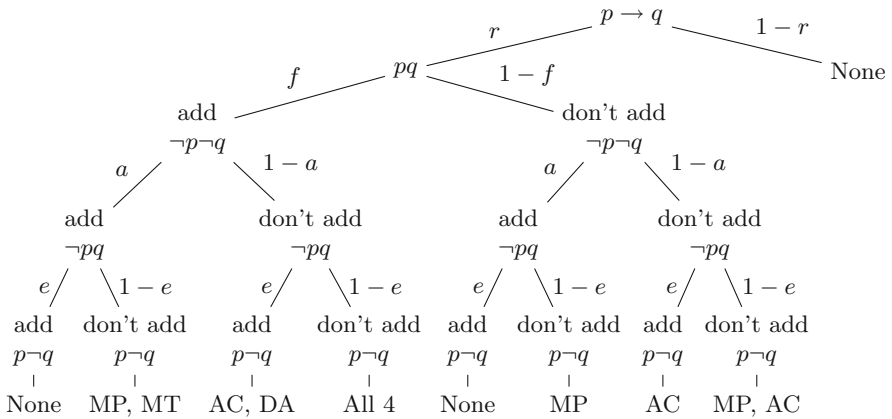 p → q
r
1 − r
pq
None
f
1 − f
add
¬p¬q
don't add
¬p¬q
a
1 − a
a
1 − a
add
¬pq
don't add
¬pq
add
¬pq
don't add
¬pq
e
1 − e
e
1 − e
e
1 − e
e
1 − e
add
p¬q
don't add
p¬q
add
p¬q
don't add
p¬q
add
p¬q
don't add
p¬q
add
p¬q
don't add
p¬q
None
MP, MT
AC, DA
All 4
None
MP
AC
MP, AC